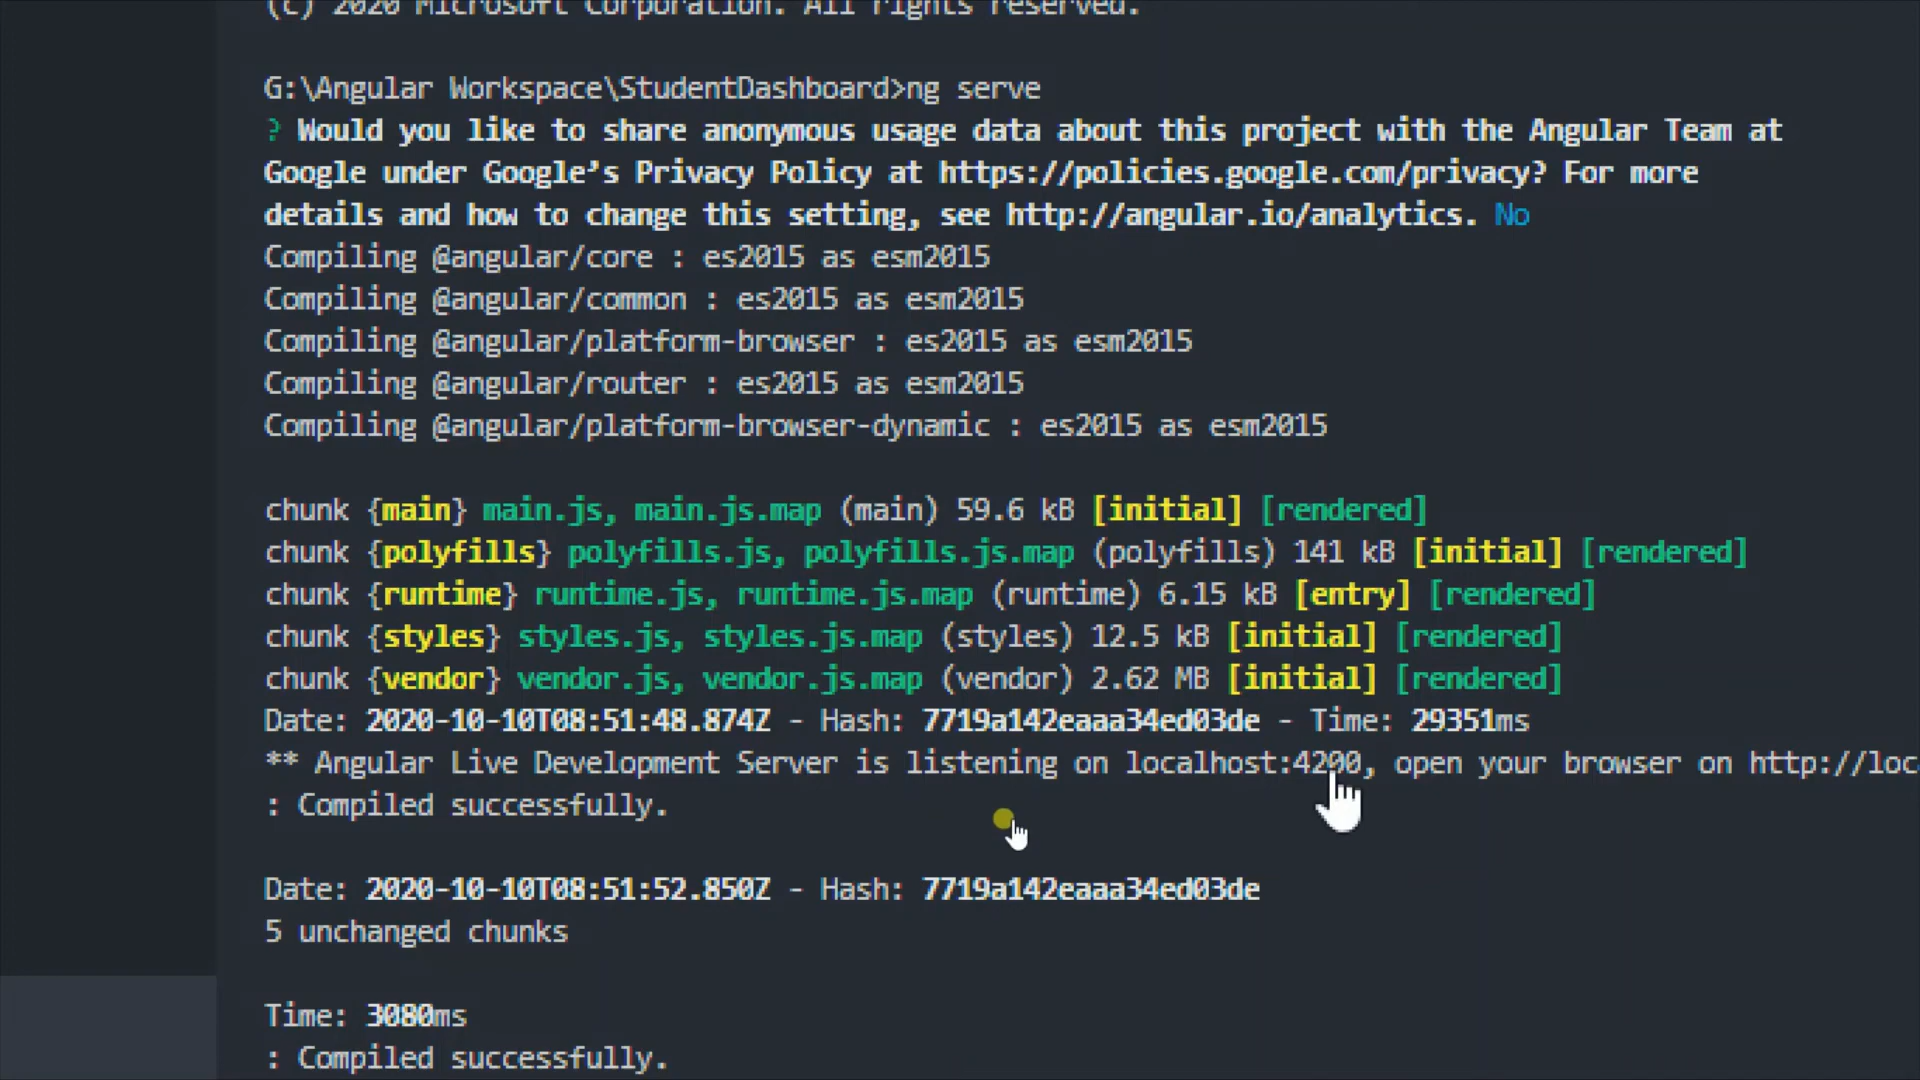 (c) 2020 Microsoft Corporation. All rights reserved.
G:\Angular Workspace\StudentDashboard>ng serve
? Would you like to share anonymous usage data about this project with the Angular Team at
Google under Google’s Privacy Policy at https://policies.google.com/privacy? For more
details and how to change this setting, see http://angular.io/analytics. No
Compiling @angular/core : es2015 as esm2015
Compiling @angular/common : es2015 as esm2015
Compiling @angular/platform-browser : es2015 as esm2015
Compiling @angular/router : es2015 as esm2015
Compiling @angular/platform-browser-dynamic : es2015 as esm2015
chunk {main} main.js, main.js.map (main) 59.6 kB [initial] [rendered]
chunk {polyfills} polyfills.js, polyfills.js.map (polyfills) 141 kB [initial] [rendered]
chunk {runtime} runtime.js, runtime.js.map (runtime) 6.15 kB [entry] [rendered]
chunk {styles} styles.js, styles.js.map (styles) 12.5 kB [initial] [rendered]
chunk {vendor} vendor.js, vendor.js.map (vendor) 2.62 MB [initial] [rendered]
Date: 2020-10-10T08:51:48.874Z - Hash: 7719a142eaaa34ed03de - Time: 29351ms
** Angular Live Development Server is listening on localhost:4200, open your browser on http://loc
: Compiled successfully.
Date: 2020-10-10T08:51:52.850Z - Hash: 7719a142eaaa34ed03de
5 unchanged chunks
Time: 3080ms
: Compiled successfully.